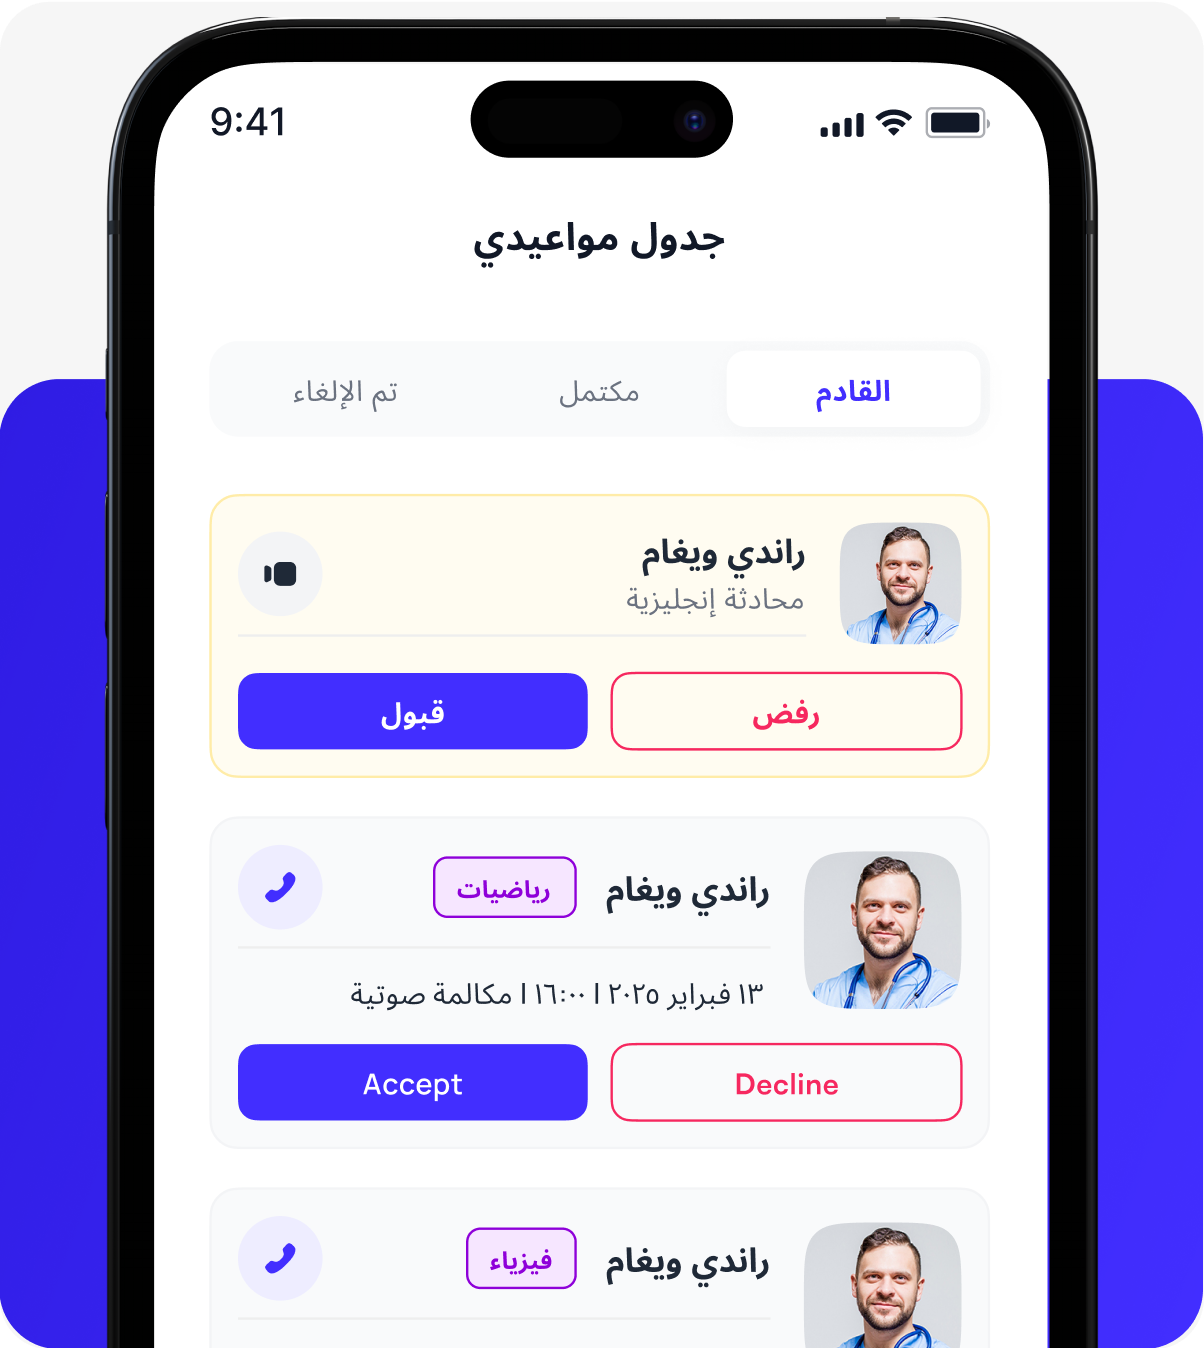 9:41
جدول مواعيدي
القادم
مكتمل
تم الإلغاء
راندي ويغام
محادثة إنجليزية
رفض
قبول
راندي ويغام
رياضيات
١٣ فبراير ٢٠٢٥ | ١٦:٠٠ | مكالمة صوتية
Decline
Accept
راندي ويغام
فيزياء